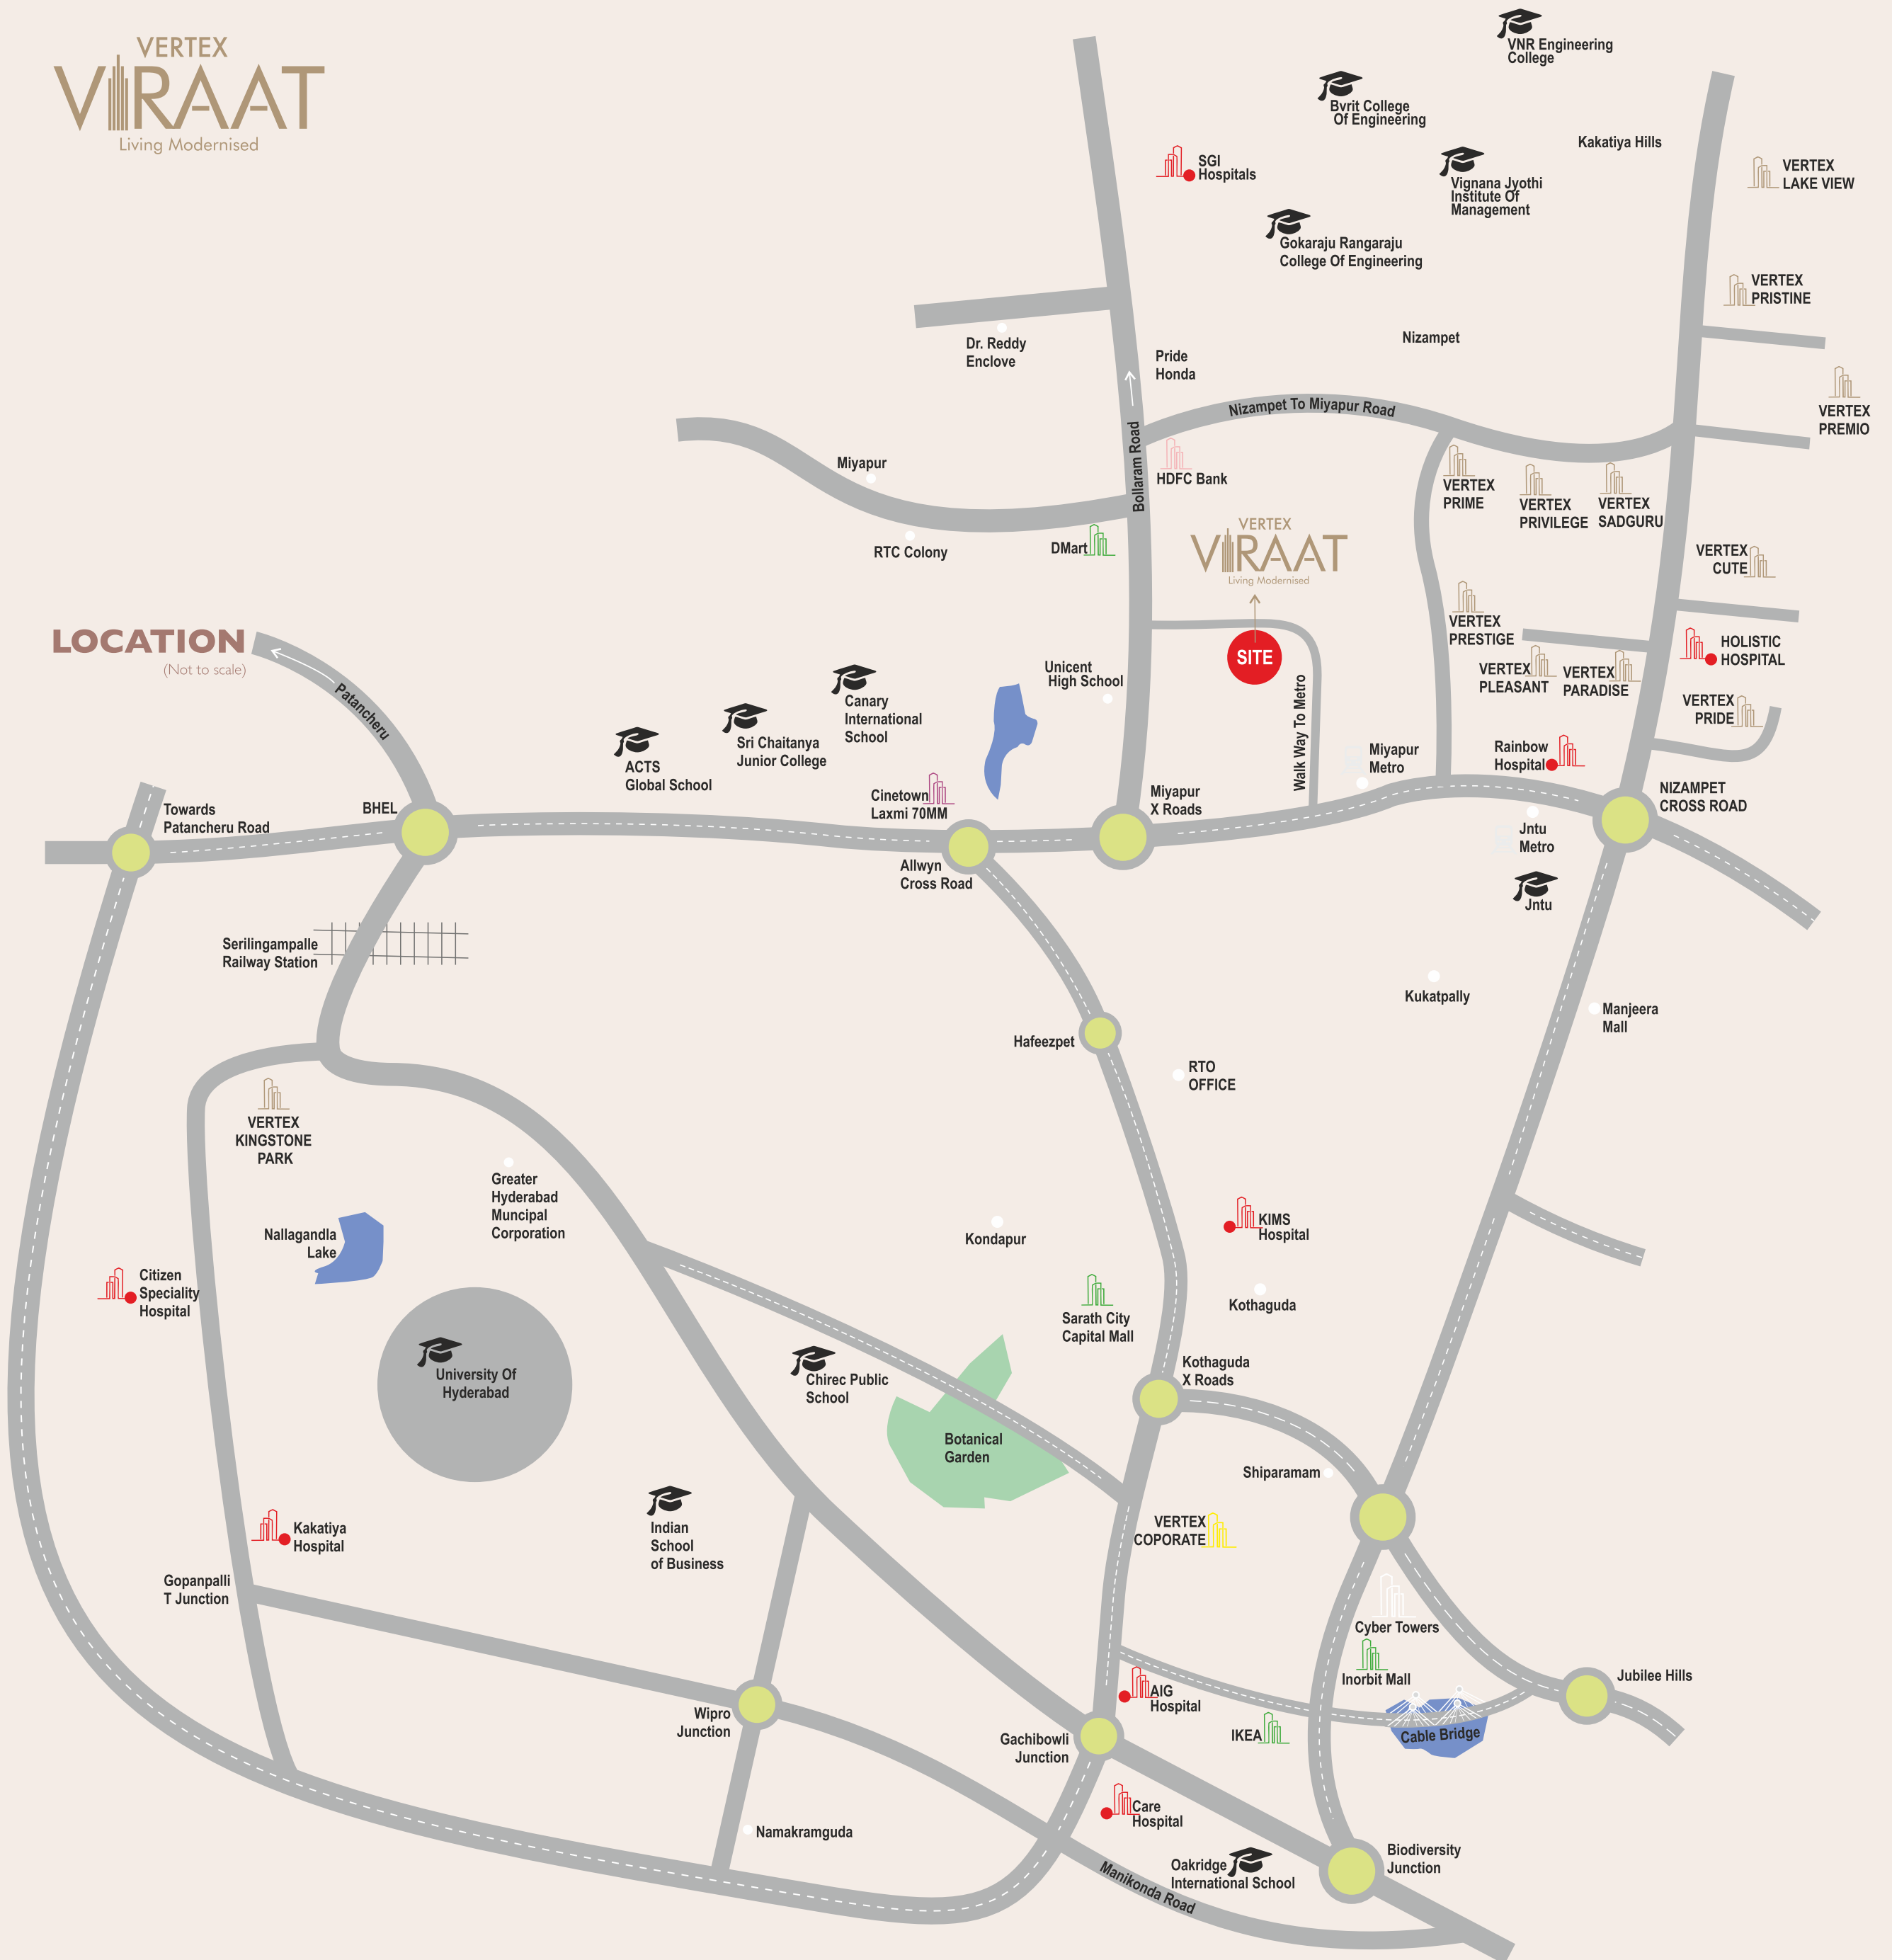 VERTEX
VIRAAT
Living Modernised
VNR Engineering
College
Bvrit College
Of Engineering
Kakatiya Hills
SGI
Hospitals
Vignana Jyothi
Institute Of
Management
VERTEX
LAKE VIEW
Gokaraju Rangaraju
College Of Engineering
VERTEX
PRISTINE
Dr. Reddy
Enclove
Pride
Honda
Nizampet
VERTEX
PREMIO
Nizampet To Miyapur Road
Bollaram Road
Miyapur
HDFC Bank
VERTEX
PRIME
VERTEX
PRIVILEGE
VERTEX
SADGURU
RTC Colony
DMart
VERTEX
VIRAAT
Living Modernised
VERTEX
CUTE
LOCATION
(Not to scale)
SITE
VERTEX
PRESTIGE
HOLISTIC
HOSPITAL
VERTEX
PLEASANT
VERTEX
PARADISE
Patancheru
Unicent
High School
Canary
International
School
Sri Chaitanya
Junior College
ACTS
Global School
Walk Way To Metro
VERTEX
PRIDE
Miyapur
Metro
Rainbow
Hospital
Cinetown
Laxmi 70MM
Miyapur
X Roads
NIZAMPET
CROSS ROAD
Towards
Patancheru Road
BHEL
Jntu
Metro
Allwyn
Cross Road
Jntu
Serilingampalle
Railway Station
Kukatpally
Manjeera
Mall
Hafeezpet
RTO
OFFICE
VERTEX
KINGSTONE
PARK
Greater
Hyderabad
Muncipal
Corporation
Nallagandla
Lake
Kondapur
KIMS
Hospital
Citizen
Speciality
Hospital
Kothaguda
Sarath City
Capital Mall
University Of
Hyderabad
Chirec Public
School
Kothaguda
X Roads
Botanical
Garden
Shiparamam
Indian
School
of Business
Kakatiya
Hospital
VERTEX
COPORATE
Gopanpalli
T Junction
Cyber Towers
Inorbit Mall
Jubilee Hills
AIG
Hospital
Wipro
Junction
Gachibowli
Junction
IKEA
Cable Bridge
Care
Hospital
Namakramguda
Manikonda Road
Oakridge
International School
Biodiversity
Junction